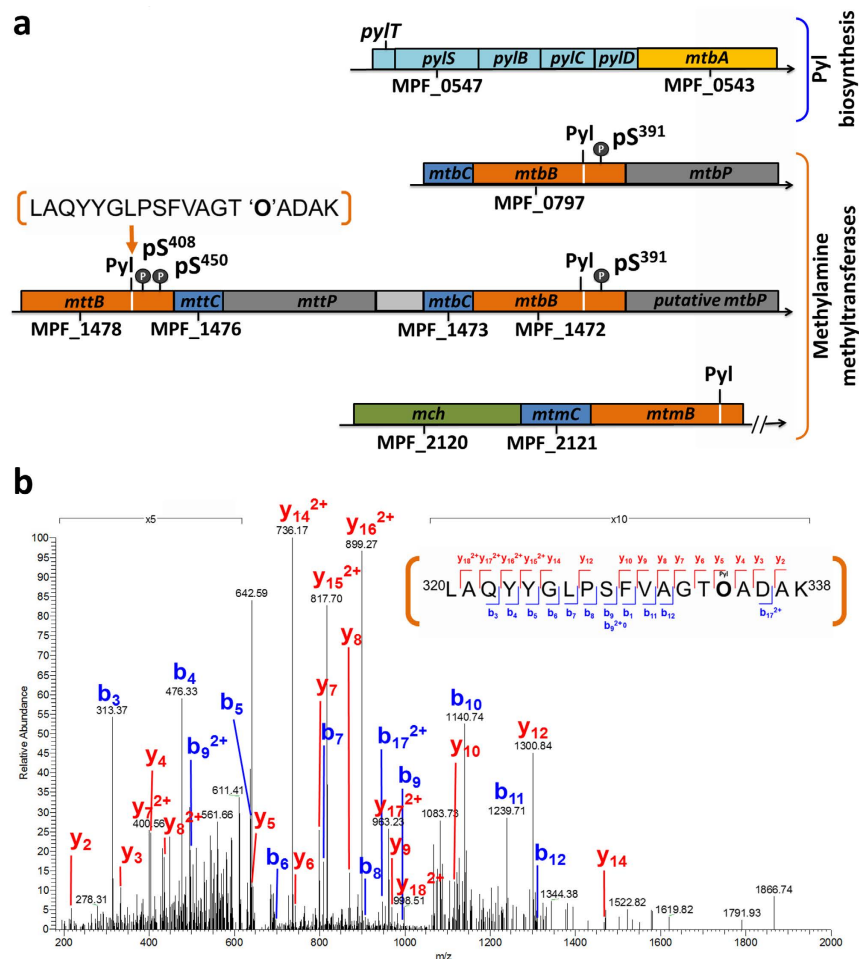 a
pylT
pylS pylB pylC pylD mtbA
MPF_0547 MPF_0543
Pyl biosynthesis
Pyl P pS391
mtbC mtbB mtbP
MPF_0797
LAQYYGLPSFVAGT ‘O’ADAK
Pyl P pS408 P pS450
Pyl P pS391
mttB mttC mttP mtbC mtbB putative mtbP
MPF_1478 MPF_1476 MPF_1473 MPF_1472
Methylamine methyltransferases
Pyl
mch mtmC mtmB
MPF_2120 MPF_2121
b
x5 x10
y14 2+
736.17
y16 2+
899.27
y15 2+
817.70
642.59
y18 2+ y17 2+ y16 2+ y15 2+ y14 y12 y10 y9 y8 y7 y6 y5 y4 y3 y2
Pyl
320LAQYYGLPSFVAGTOADAK338
b3 b4 b5 b6 b7 b8 b9 b1 b11 b12 b17 2+
b9 2+0
y8
b3
313.37
b4
476.33
b5
y7
b7
b17 2+
b10
1140.74
y12
1300.84
b9 2+
y4
611.41
b9
y10
b11
1239.71
y7 2+
400.56
y8 2+
561.66
y5
y17 2+
963.23
1083.73
y2
y3
b6
y6
b8
y9
y18 2+
998.51
b12
y14
278.31
1344.38
1522.82
1619.82
1791.93
1866.74
Relative Abundance
100
95
90
85
80
75
70
65
60
55
50
45
40
35
30
25
20
15
10
5
0
200 400 600 800 1000 1200 1400 1600 1800 2000
m/z